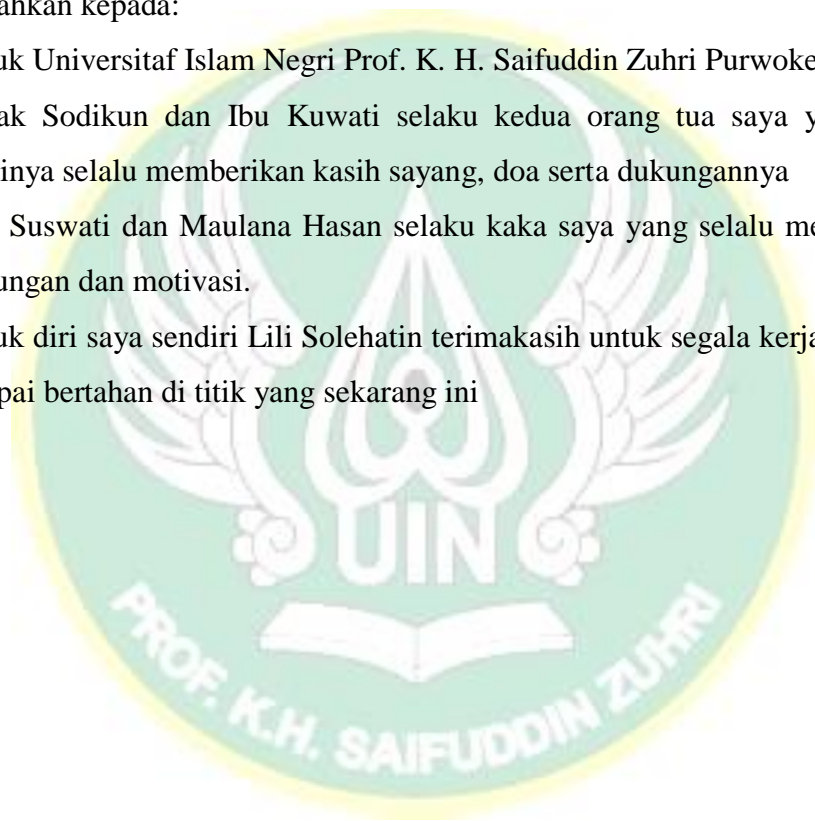 ahkan kepada:
uk Universitaf Islam Negri Prof. K. H. Saifuddin Zuhri Purwoke
ak Sodikun dan Ibu Kuwati selaku kedua orang tua saya y
inya selalu memberikan kasih sayang, doa serta dukungannya
Suswati dan Maulana Hasan selaku kaka saya yang selalu me
ungan dan motivasi.
uk diri saya sendiri Lili Solehatin terimakasih untuk segala kerja
pai bertahan di titik yang sekarang ini
UIN
PROF. K.H. SAIFUDDIN ZUHRI